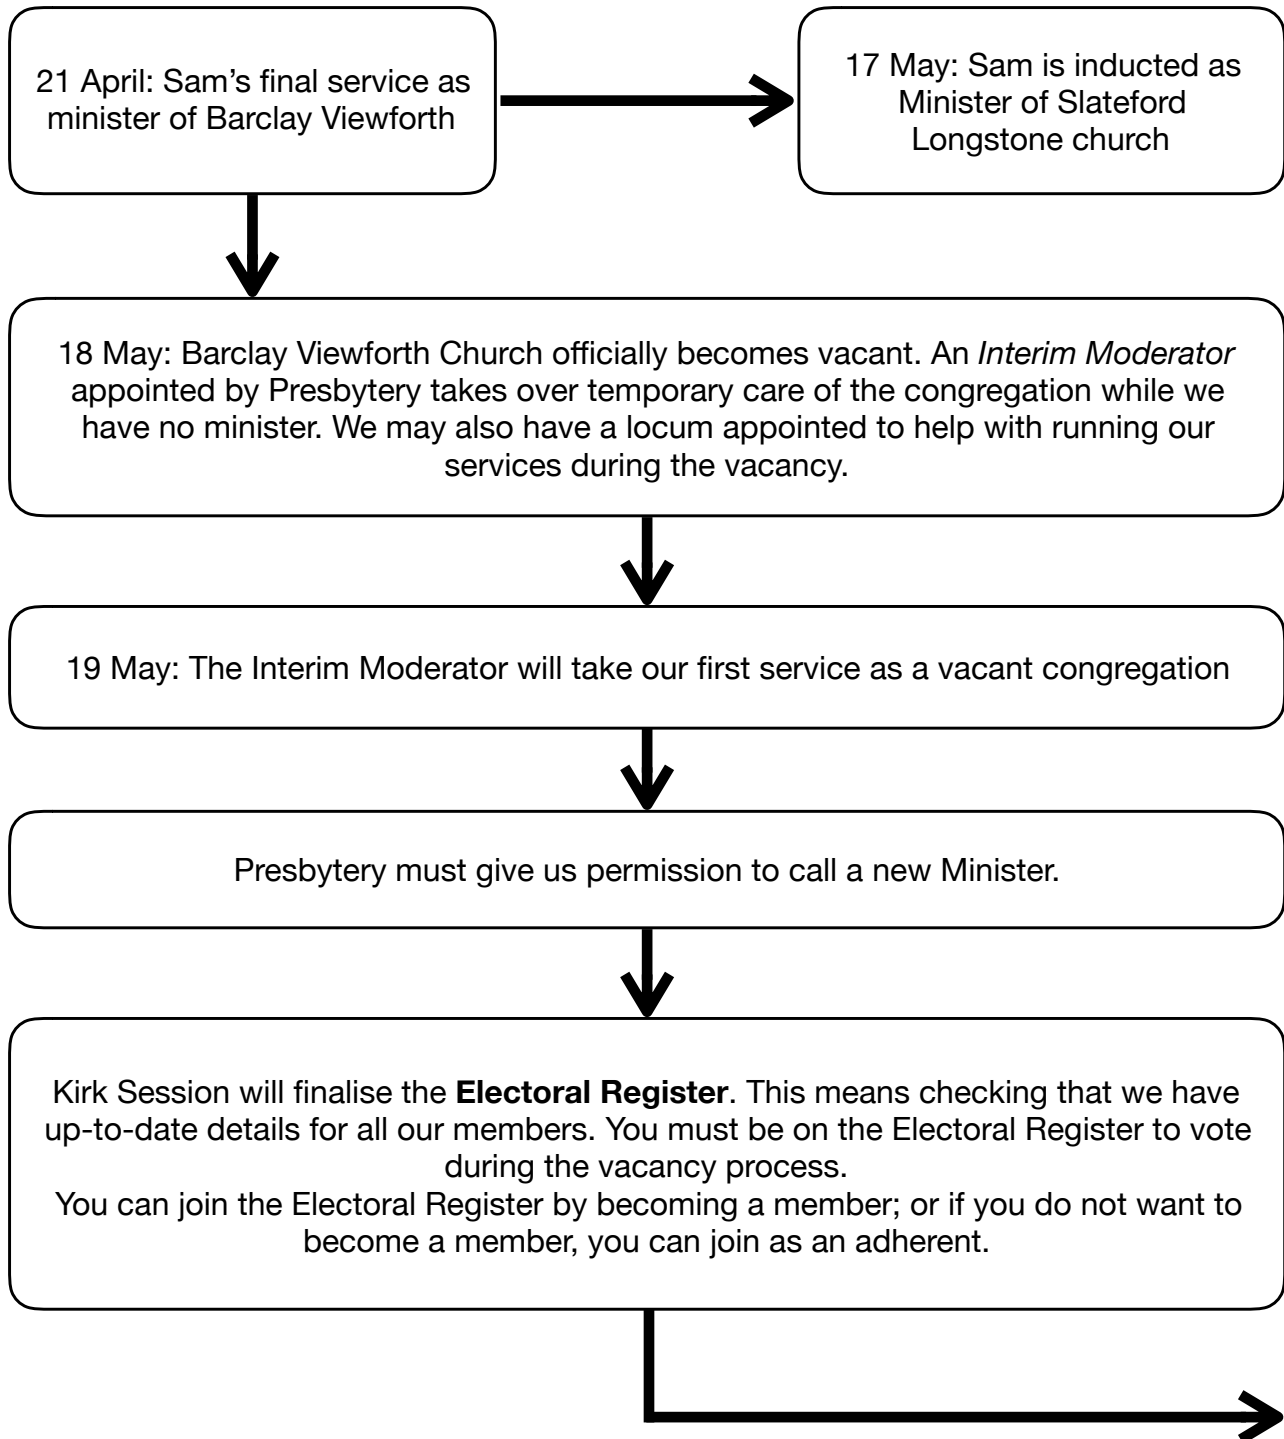 21 April: Sam’s final service as
minister of Barclay Viewforth
17 May: Sam is inducted as
Minister of Slateford
Longstone church
18 May: Barclay Viewforth Church officially becomes vacant. An Interim Moderator
appointed by Presbytery takes over temporary care of the congregation while we
have no minister. We may also have a locum appointed to help with running our
services during the vacancy.
19 May: The Interim Moderator will take our first service as a vacant congregation
Presbytery must give us permission to call a new Minister.
Kirk Session will finalise the Electoral Register. This means checking that we have
up-to-date details for all our members. You must be on the Electoral Register to vote
during the vacancy process.
You can join the Electoral Register by becoming a member; or if you do not want to
become a member, you can join as an adherent.